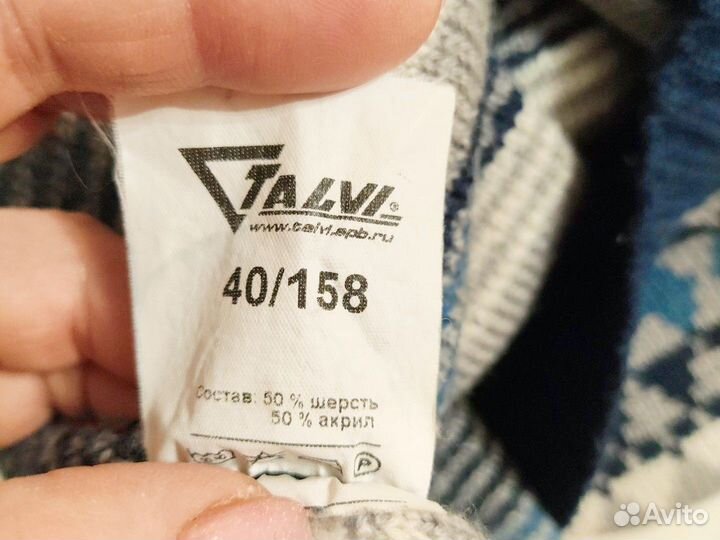 TALVI ®
www.talvi.spb.ru
40/158
Состав: 50 % шерсть
50 % акрил
P
Avito